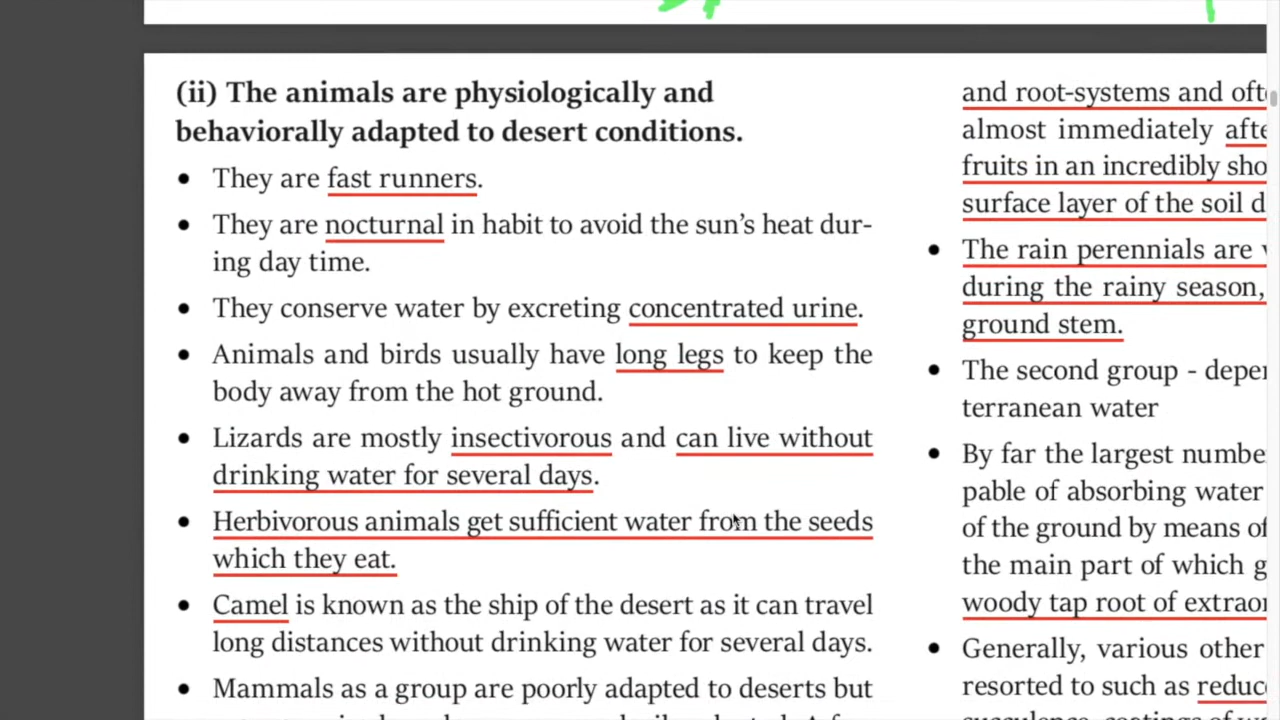 (ii) The animals are physiologically and
behaviorally adapted to desert conditions.
• They are fast runners.
• They are nocturnal in habit to avoid the sun's heat dur-
ing day time.
• They conserve water by excreting concentrated urine.
• Animals and birds usually have long legs to keep the
body away from the hot ground.
• Lizards are mostly insectivorous and can live without
drinking water for several days.
• Herbivorous animals get sufficient water from the seeds
which they eat.
• Camel is known as the ship of the desert as it can travel
long distances without drinking water for several days.
• Mammals as a group are poorly adapted to deserts but
and root-systems and oft
almost immediately afte
fruits in an incredibly sho
surface layer of the soil d
• The rain perennials are
during the rainy season,
ground stem.
• The second group - depe
terranean water
• By far the largest numbe
pable of absorbing water
of the ground by means of
the main part of which g
woody tap root of extraor
• Generally, various other
resorted to such as reduc